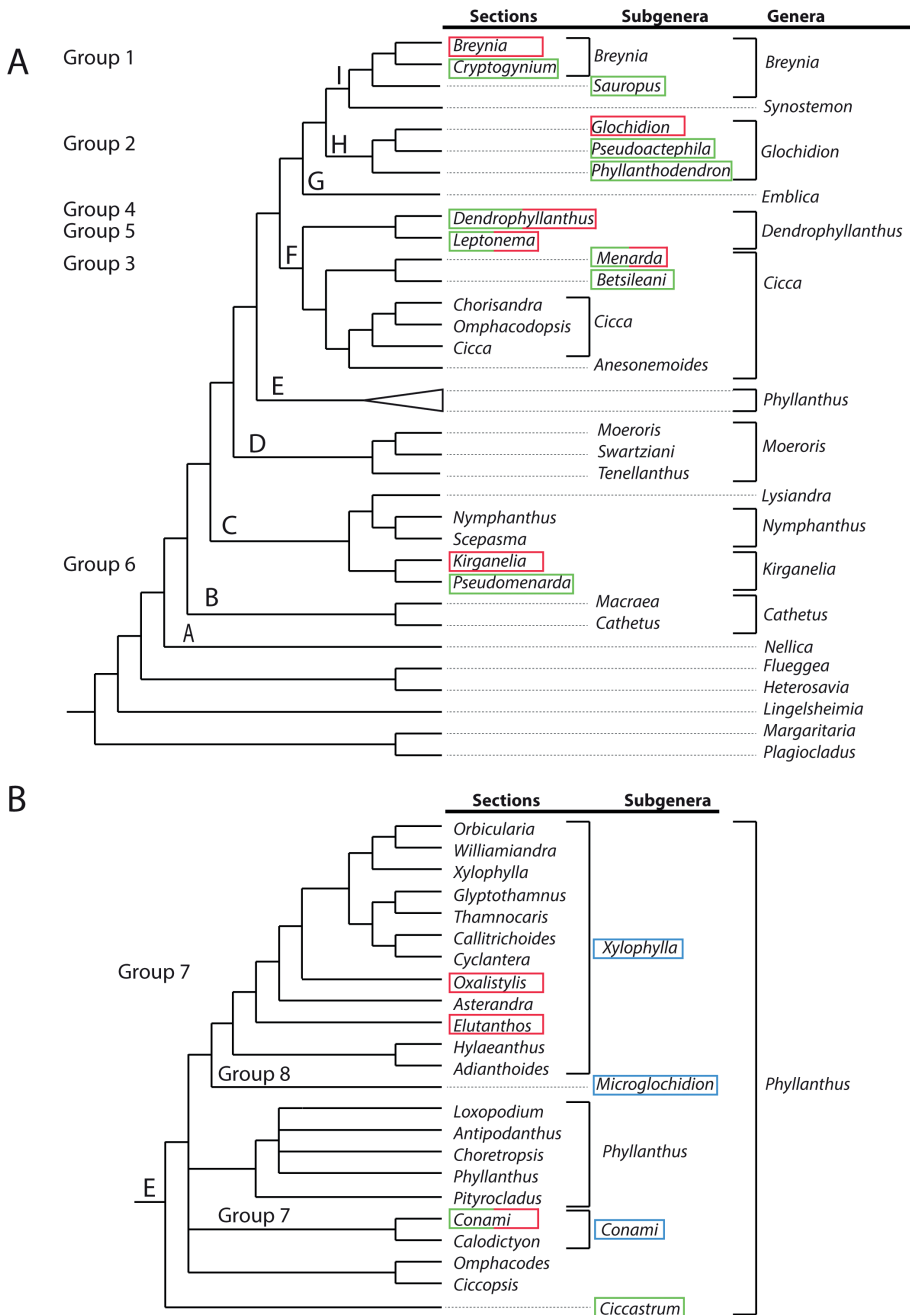 A
Sections Subgenera Genera
Group 1
Breynia
Cryptogynium
Breynia
Breynia
I
Sauropus
Synostemon
Group 2
H
Glochidion
Pseudoactephila
Phyllanthodendron
Glochidion
G
Emblica
Group 4
Group 5
Dendrophyllanthus
Leptonema
Dendrophyllanthus
F
Group 3
Menarda
Betsileani
Cicca
Chorisandra
Omphacodopsis
Cicca
Cicca
Anesonemoides
E
Phyllanthus
D
Moeroris
Swartziani
Tenellanthus
Moeroris
Lysiandra
C
Nymphanthus
Scepasma
Nymphanthus
Group 6
Kirganelia
Pseudomenarda
Kirganelia
B
Macraea
Cathetus
Cathetus
A
Nellica
Flueggea
Heterosavia
Lingelsheimia
Margaritaria
Plagiocladus
B
Sections Subgenera
Orbicularia
Williamiandra
Xylophylla
Glyptothamnus
Thamnocaris
Callitrichoides
Cyclantera
Xylophylla
Group 7
Oxalistylis
Asterandra
Elutanthos
Hylaeanthus
Adianthoides
Group 8
Microglochidion
Phyllanthus
Loxopodium
Antipodanthus
Choretropsis
Phyllanthus
Phyllanthus
Pityrocladus
E
Group 7
Conami
Calodictyon
Conami
Omphacodes
Ciccopsis
Ciccastrum